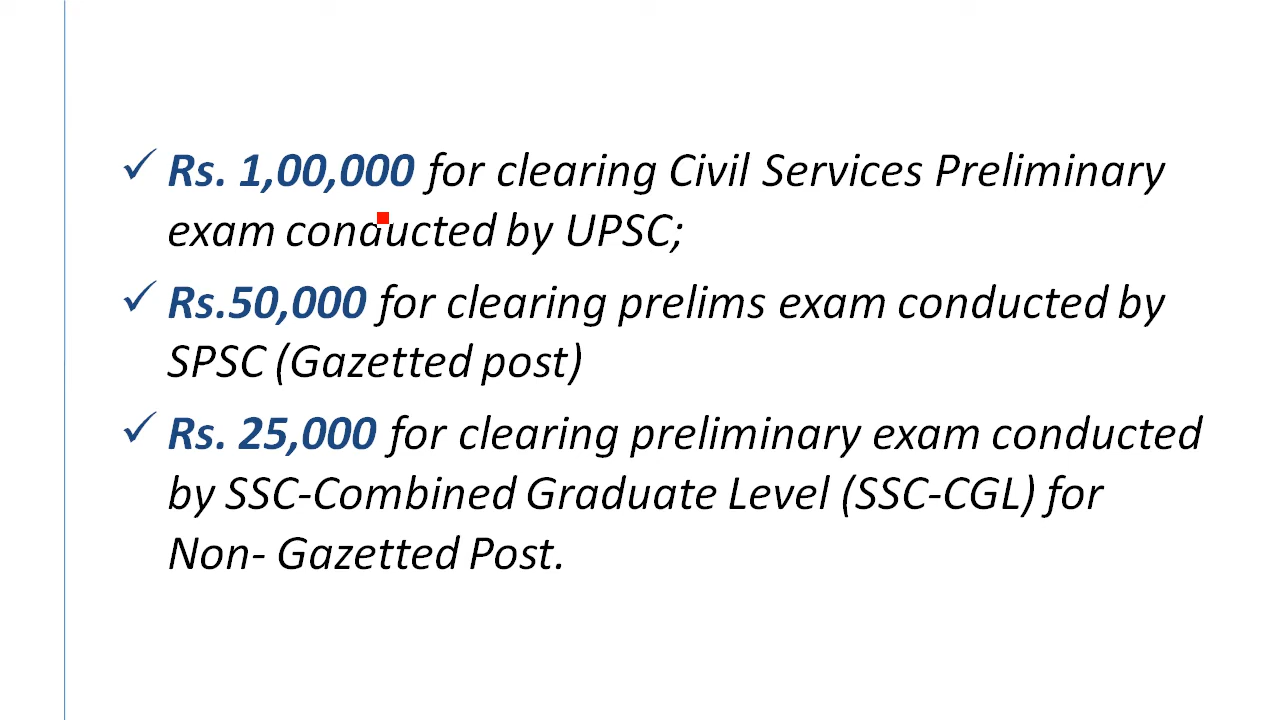 ✓ Rs. 1,00,000 for clearing Civil Services Preliminary
exam conducted by UPSC;
✓ Rs.50,000 for clearing prelims exam conducted by
SPSC (Gazetted post)
✓ Rs. 25,000 for clearing preliminary exam conducted
by SSC-Combined Graduate Level (SSC-CGL) for
Non- Gazetted Post.